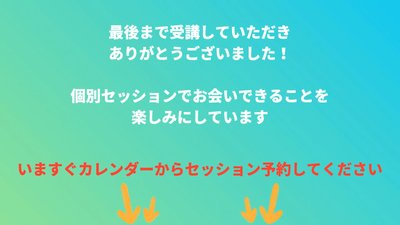 最後まで受講していただき
ありがとうございました！
個別セッションでお会いできることを
楽しみにしています
いますぐカレンダーからセッション予約してください